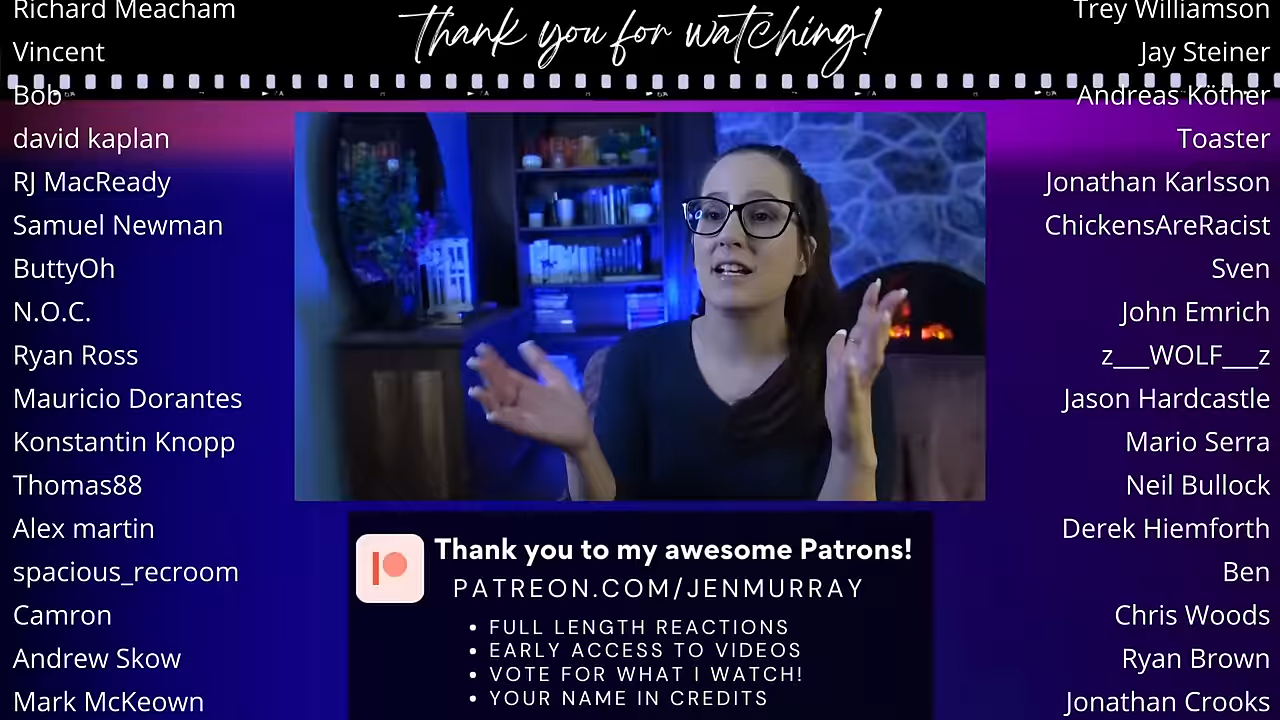 Thank you for watching!
Richard Meacham
Vincent
Bob
david kaplan
RJ MacReady
Samuel Newman
ButtyOh
N.O.C.
Ryan Ross
Mauricio Dorantes
Konstantin Knopp
Thomas88
Alex martin
spacious_recroom
Camron
Andrew Skow
Mark McKeown
Trey Williamson
Jay Steiner
Andreas Köther
Toaster
Jonathan Karlsson
ChickensAreRacist
Sven
John Emrich
z___WOLF___z
Jason Hardcastle
Mario Serra
Neil Bullock
Derek Hiemforth
Ben
Chris Woods
Ryan Brown
Jonathan Crooks
Thank you to my awesome Patrons!
PATREON.COM/JENMURRAY
• FULL LENGTH REACTIONS
• EARLY ACCESS TO VIDEOS
• VOTE FOR WHAT I WATCH!
• YOUR NAME IN CREDITS